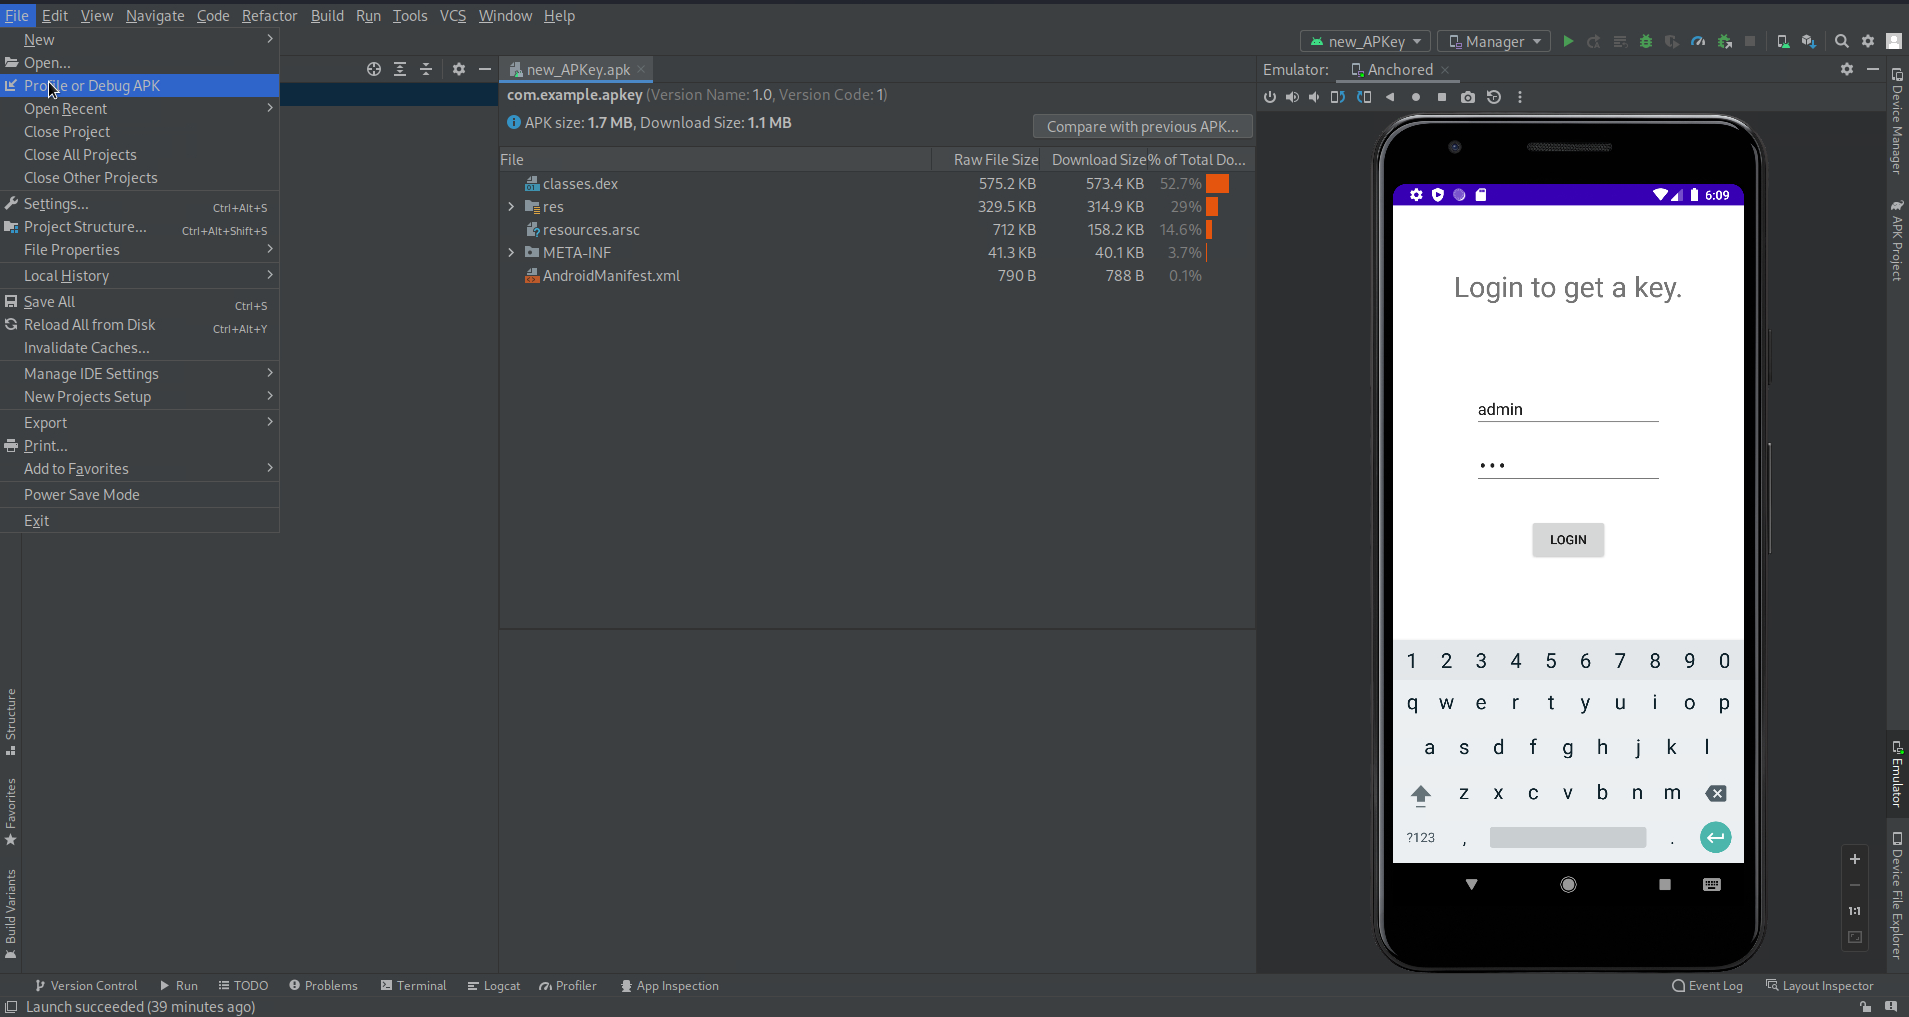 File Edit View Navigate Code Refactor Build Run Tools VCS Window Help
new_APKey
Manager
New
Open...
Profile or Debug APK
Open Recent
Close Project
Close All Projects
Close Other Projects
Settings... Ctrl+Alt+S
Project Structure... Ctrl+Alt+Shift+S
File Properties
Local History
Save All Ctrl+S
Reload All from Disk Ctrl+Alt+Y
Invalidate Caches...
Manage IDE Settings
New Projects Setup
Export
Print...
Add to Favorites
Power Save Mode
Exit
Structure
Favorites
Build Variants
new_APKey.apk
com.example.apkey (Version Name: 1.0, Version Code: 1)
APK size: 1.7 MB, Download Size: 1.1 MB
Compare with previous APK...
File Raw File Size Download Size % of Total Do...
classes.dex 575.2 KB 573.4 KB 52.7%
res 329.5 KB 314.9 KB 29%
resources.arsc 712 KB 158.2 KB 14.6%
META-INF 41.3 KB 40.1 KB 3.7%
AndroidManifest.xml 790 B 788 B 0.1%
Emulator: Anchored
6:09
Login to get a key.
admin
•••
LOGIN
1 2 3 4 5 6 7 8 9 0
q w e r t y u i o p
a s d f g h j k l
z x c v b n m
?123 , .
1:1
Device Manager
APK Project
Emulator
Device File Explorer
Version Control Run TODO Problems Terminal Logcat Profiler App Inspection Event Log Layout Inspector
Launch succeeded (39 minutes ago)